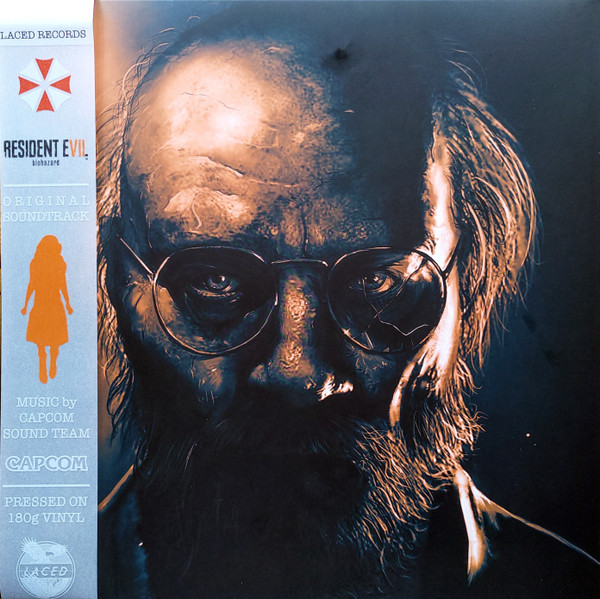 LACED RECORDS
RESIDENT EVIL
biohazard
ORIGINAL
SOUNDTRACK
MUSIC by
CAPCOM
SOUND TEAM
CAPCOM
PRESSED ON
180g VINYL
LACED